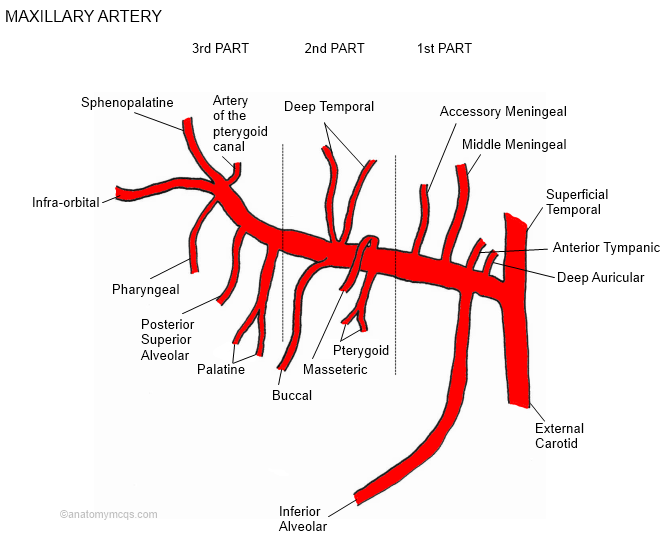 MAXILLARY ARTERY
3rd PART
2nd PART
1st PART
Sphenopalatine
Artery
of the
pterygoid
canal
Deep Temporal
Accessory Meningeal
Middle Meningeal
Superficial
Temporal
Infra-orbital
Anterior Tympanic
Deep Auricular
Pharyngeal
Posterior
Superior
Alveolar
Palatine
Pterygoid
Masseteric
Buccal
External
Carotid
Inferior
Alveolar
©anatomymcqs.com